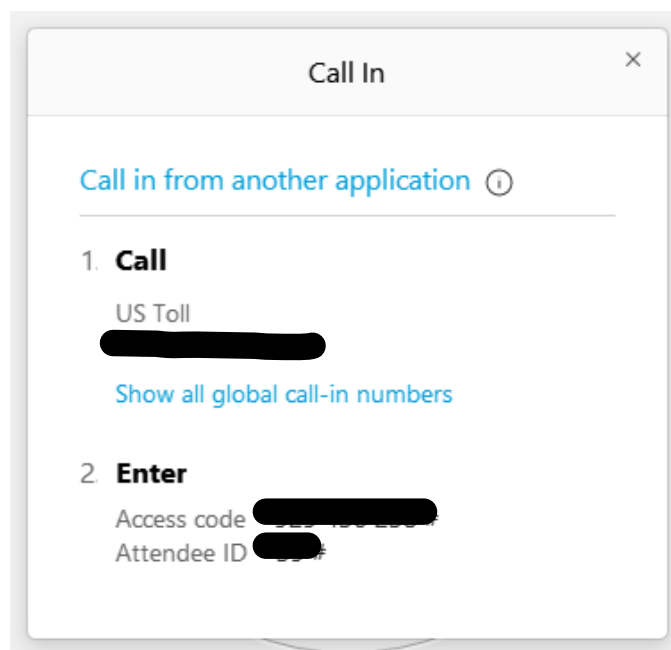 Call In
Call in from another application
1. Call
US Toll
Show all global call-in numbers
2. Enter
Access code #
Attendee ID #